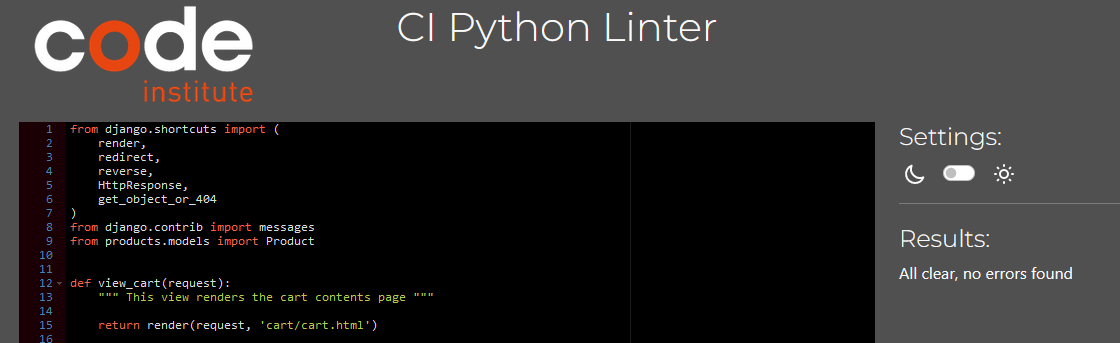 code
institute
CI Python Linter
1 from django.shortcuts import (
2     render,
3     redirect,
4     reverse,
5     HttpResponse,
6     get_object_or_404
7 )
8 from django.contrib import messages
9 from products.models import Product
10
11
12 def view_cart(request):
13     """ This view renders the cart contents page """
14
15     return render(request, 'cart/cart.html')
16
Settings:
Results:
All clear, no errors found